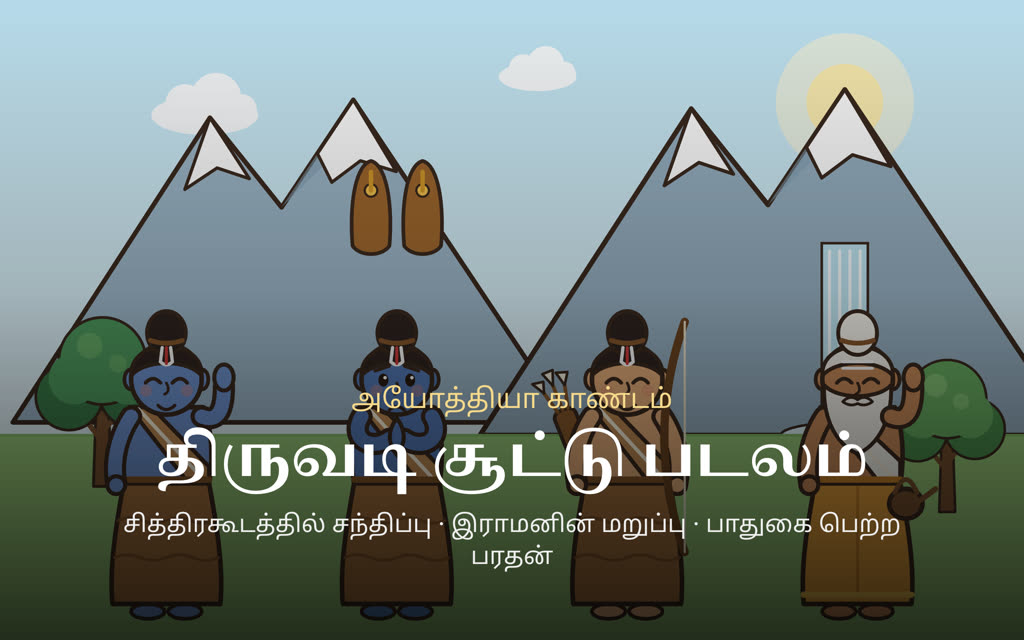 அயோத்தியா காண்டம்
திருவடி சூட்டு படலம்
சித்திரகூடத்தில் சந்திப்பு · இராமனின் மறுப்பு · பாதுகை பெற்ற
பரதன்